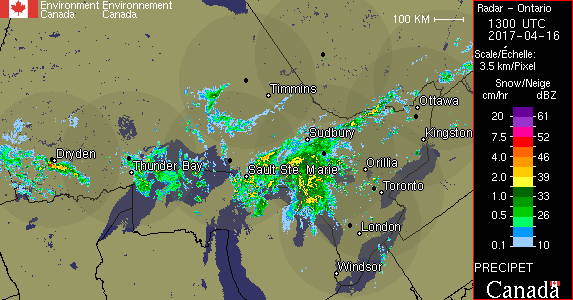 Environment Environnement
Canada Canada
100 KM
Timmins
Ottawa
Sudbury
Kingston
Dryden
Thunder Bay
Sault Ste. Marie
Orillia
Toronto
London
Windsor
Radar - Ontario
1300 UTC
2017-04-16
Scale/Échelle:
3.5 km/Pixel
Snow/Neige
cm/hr dBZ
20 61
7.5 52
4.0 46
2.0 39
1.0 33
0.5 26
0.1 10
PRECIPET
Canada